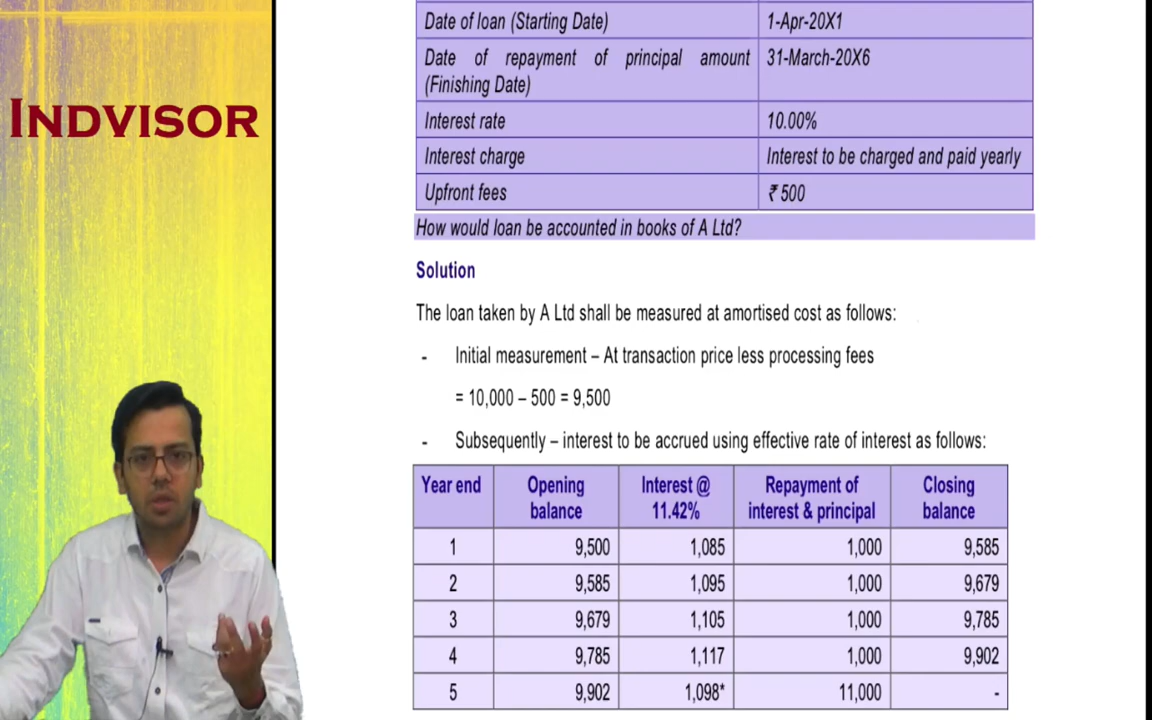 INDVISOR
Date of loan (Starting Date) 1-Apr-20X1
Date of repayment of principal amount 31-March-20X6
(Finishing Date)
Interest rate 10.00%
Interest charge Interest to be charged and paid yearly
Upfront fees ₹ 500
How would loan be accounted in books of A Ltd?
Solution
The loan taken by A Ltd shall be measured at amortised cost as follows:
- Initial measurement – At transaction price less processing fees
= 10,000 – 500 = 9,500
- Subsequently – interest to be accrued using effective rate of interest as follows:
Year end Opening balance Interest @ 11.42% Repayment of interest & principal Closing balance
1 9,500 1,085 1,000 9,585
2 9,585 1,095 1,000 9,679
3 9,679 1,105 1,000 9,785
4 9,785 1,117 1,000 9,902
5 9,902 1,098* 11,000 -